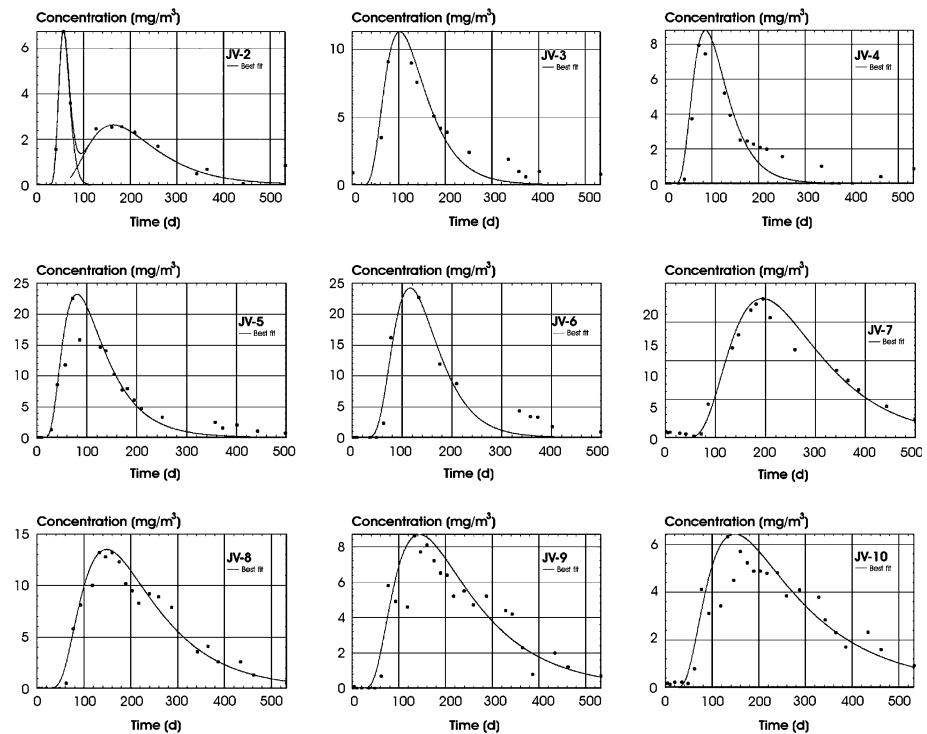 Concentration (mg/m³)
6
4
2
0
JV-2
Best fit
0 100 200 300 400 500
Time (d)
Concentration (mg/m³)
10
5
0
JV-3
Best fit
0 100 200 300 400 500
Time (d)
Concentration (mg/m³)
8
6
4
2
0
JV-4
Best fit
0 100 200 300 400 500
Time (d)
Concentration (mg/m³)
25
20
15
10
5
0
JV-5
Best fit
0 100 200 300 400 500
Time (d)
Concentration (mg/m³)
25
20
15
10
5
0
JV-6
Best fit
0 100 200 300 400 500
Time (d)
Concentration (mg/m³)
20
15
10
5
0
JV-7
Best fit
0 100 200 300 400 500
Time (d)
Concentration (mg/m³)
15
10
5
0
JV-8
Best fit
0 100 200 300 400 500
Time (d)
Concentration (mg/m³)
8
6
4
2
0
JV-9
Best fit
0 100 200 300 400 500
Time (d)
Concentration (mg/m³)
6
4
2
0
JV-10
Best fit
0 100 200 300 400 500
Time (d)